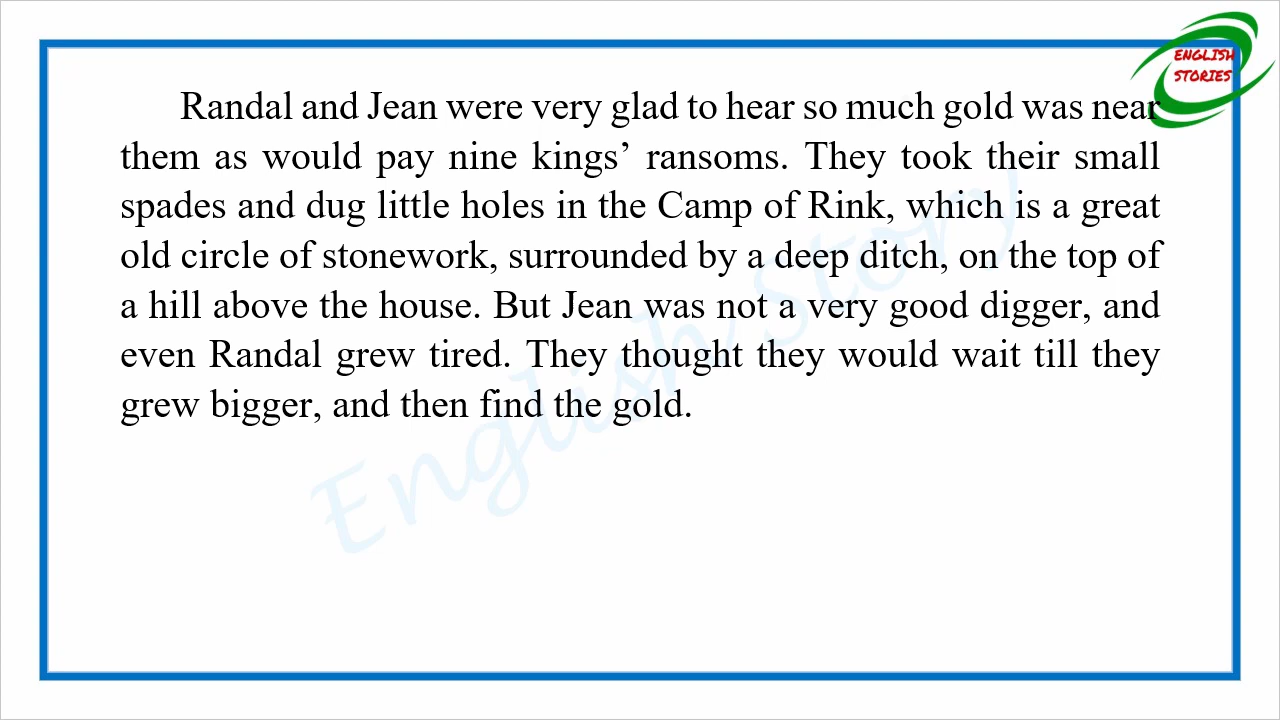 ENGLISH
STORIES
Randal and Jean were very glad to hear so much gold was near
them as would pay nine kings’ ransoms. They took their small
spades and dug little holes in the Camp of Rink, which is a great
old circle of stonework, surrounded by a deep ditch, on the top of
a hill above the house. But Jean was not a very good digger, and
even Randal grew tired. They thought they would wait till they
grew bigger, and then find the gold.
English Story